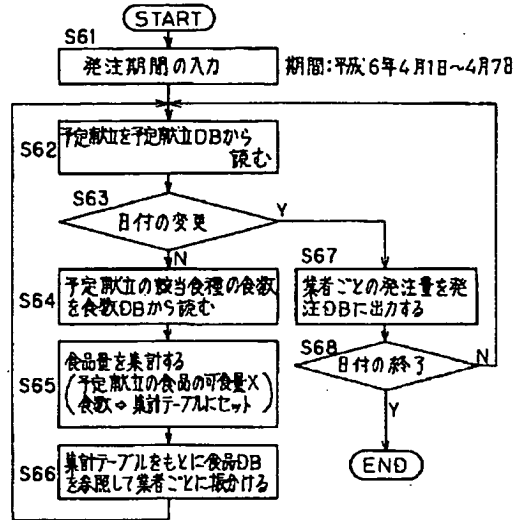 START
S61
発注期間の入力
期間:平成6年4月1日~4月7日
S62
予定献立を予定献立DBから
読む
S63
日付の変更
Y
N
S64
予定献立の該当食種の食数
を食数DBから読む
S65
食品量を集計する
(予定献立の食品の可食量×
食数⇒集計テーブルにセット)
S66
集計テーブルをもとに食品DB
を参照して業者ごとに振分ける
S67
業者ごとの発注量を発
注DBに出力する
S68
日付の終了
N
Y
END